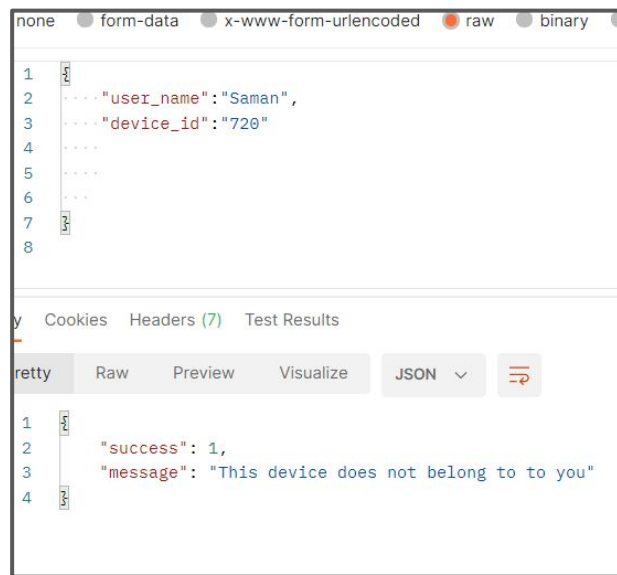 none form-data x-www-form-urlencoded raw binary
1 {
2 "user_name":"Saman",
3 "device_id":"720"
4
5
6
7 }
8
y Cookies Headers (7) Test Results
retty Raw Preview Visualize JSON
1 {
2 "success": 1,
3 "message": "This device does not belong to to you"
4 }